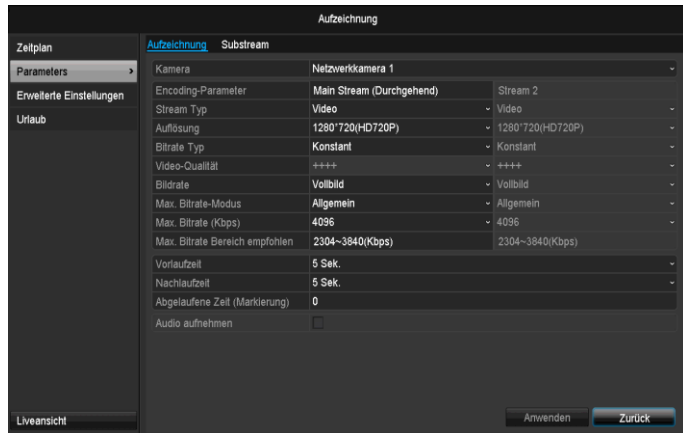 Aufzeichnung
Zeitplan
Parameters
Erweiterte Einstellungen
Urlaub
Liveansicht
Aufzeichnung Substream
Kamera Netzwerkkamera 1
Encoding-Parameter Main Stream (Durchgehend) Stream 2
Stream Typ Video Video
Auflösung 1280*720(HD720P) 1280*720(HD720P)
Bitrate Typ Konstant Konstant
Video-Qualität ++++ ++++
Bildrate Vollbild Vollbild
Max. Bitrate-Modus Allgemein Allgemein
Max. Bitrate (Kbps) 4096 4096
Max. Bitrate Bereich empfohlen 2304~3840(Kbps) 2304~3840(Kbps)
Vorlaufzeit 5 Sek.
Nachlaufzeit 5 Sek.
Abgelaufene Zeit (Markierung) 0
Audio aufnehmen
Anwenden Zurück